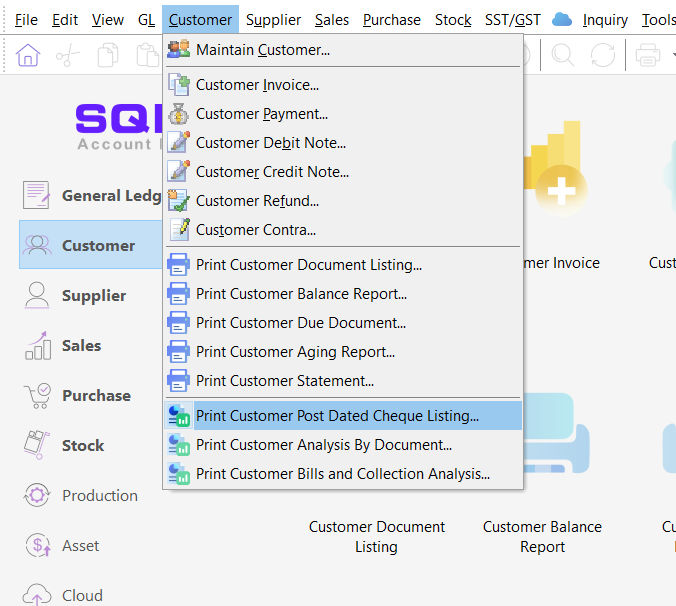 File Edit View GL Customer Supplier Sales Purchase Stock SST/GST Inquiry Tools
Maintain Customer...
Customer Invoice...
Customer Payment...
Customer Debit Note...
Customer Credit Note...
Customer Refund...
Customer Contra...
Print Customer Document Listing...
Print Customer Balance Report...
Print Customer Due Document...
Print Customer Aging Report...
Print Customer Statement...
Print Customer Post Dated Cheque Listing...
Print Customer Analysis By Document...
Print Customer Bills and Collection Analysis...
SQ
Account
General Ledg
Customer
Supplier
Sales
Purchase
Stock
Production
Asset
Cloud
mer Invoice
Cust
Customer Document
Listing
Customer Balance
Report
Cu